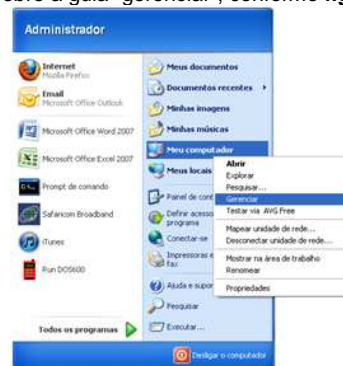 sobre a guia "gerenciar", conforme
Administrador
Internet
Mozilla Firefox
Email
Microsoft Office Outlook
Microsoft Office Word 2007
Microsoft Office Excel 2007
Prompt de comando
Safaricom Broadband
iTunes
Run DOS600
Todos os programas
Meus documentos
Documentos recentes
Minhas imagens
Minhas músicas
Meu computador
Meus locais
Painel de cont
Definir acesso
programa
Conectar-se
Impressoras e
fax
Ajuda e supor
Pesquisar
Executar...
Abrir
Explorar
Pesquisar...
Gerenciar
Testar via AVG Free
Mapear unidade de rede...
Desconectar unidade de rede...
Mostrar na área de trabalho
Renomear
Propriedades
Desligar o computador